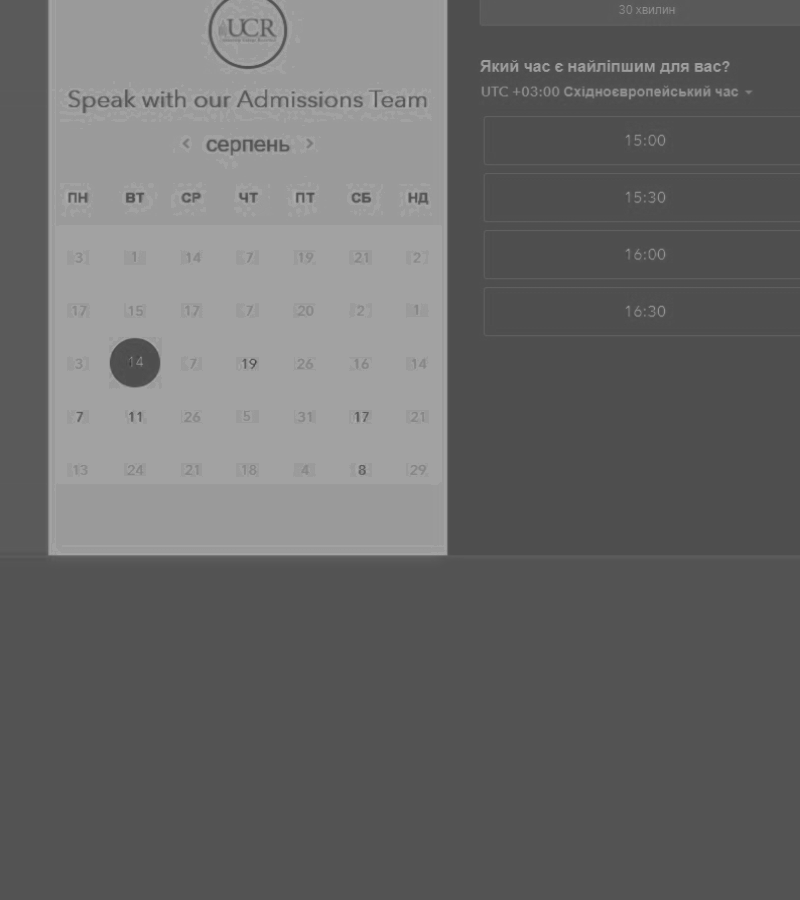 UCR
Speak with our Admissions Team
серпень
ПН ВТ СР ЧТ ПТ СБ НД
3 1 14 7 19 21 2
17 15 17 7 20 2 1
3 14 7 19 26 16 14
7 11 26 5 31 17 21
13 24 21 18 4 8 29
30 хвилин
Який час є найліпшим для вас?
UTC +03:00 Східноєвропейський час
15:00
15:30
16:00
16:30